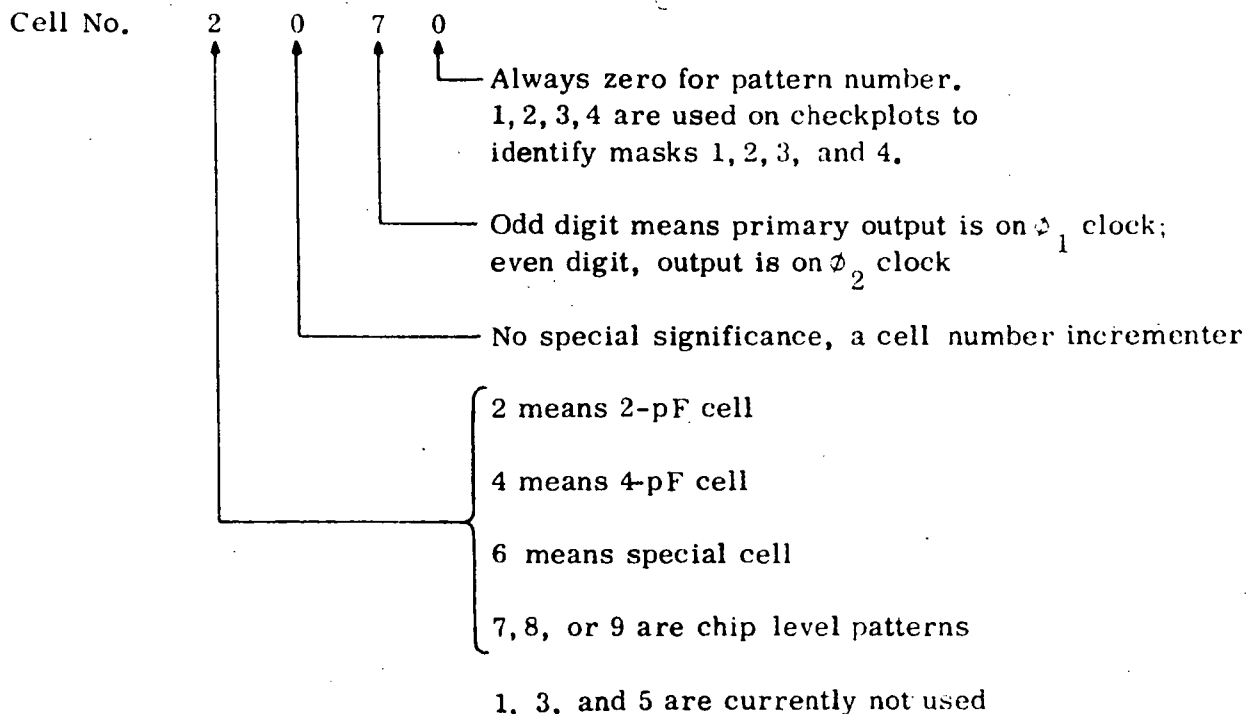 Cell No. 2 0 7 0
Always zero for pattern number.
1, 2, 3, 4 are used on checkplots to
identify masks 1, 2, 3, and 4.
Odd digit means primary output is on ϕ1 clock;
even digit, output is on ϕ2 clock
No special significance, a cell number incrementer
2 means 2-pF cell
4 means 4-pF cell
6 means special cell
7, 8, or 9 are chip level patterns
1, 3, and 5 are currently not used